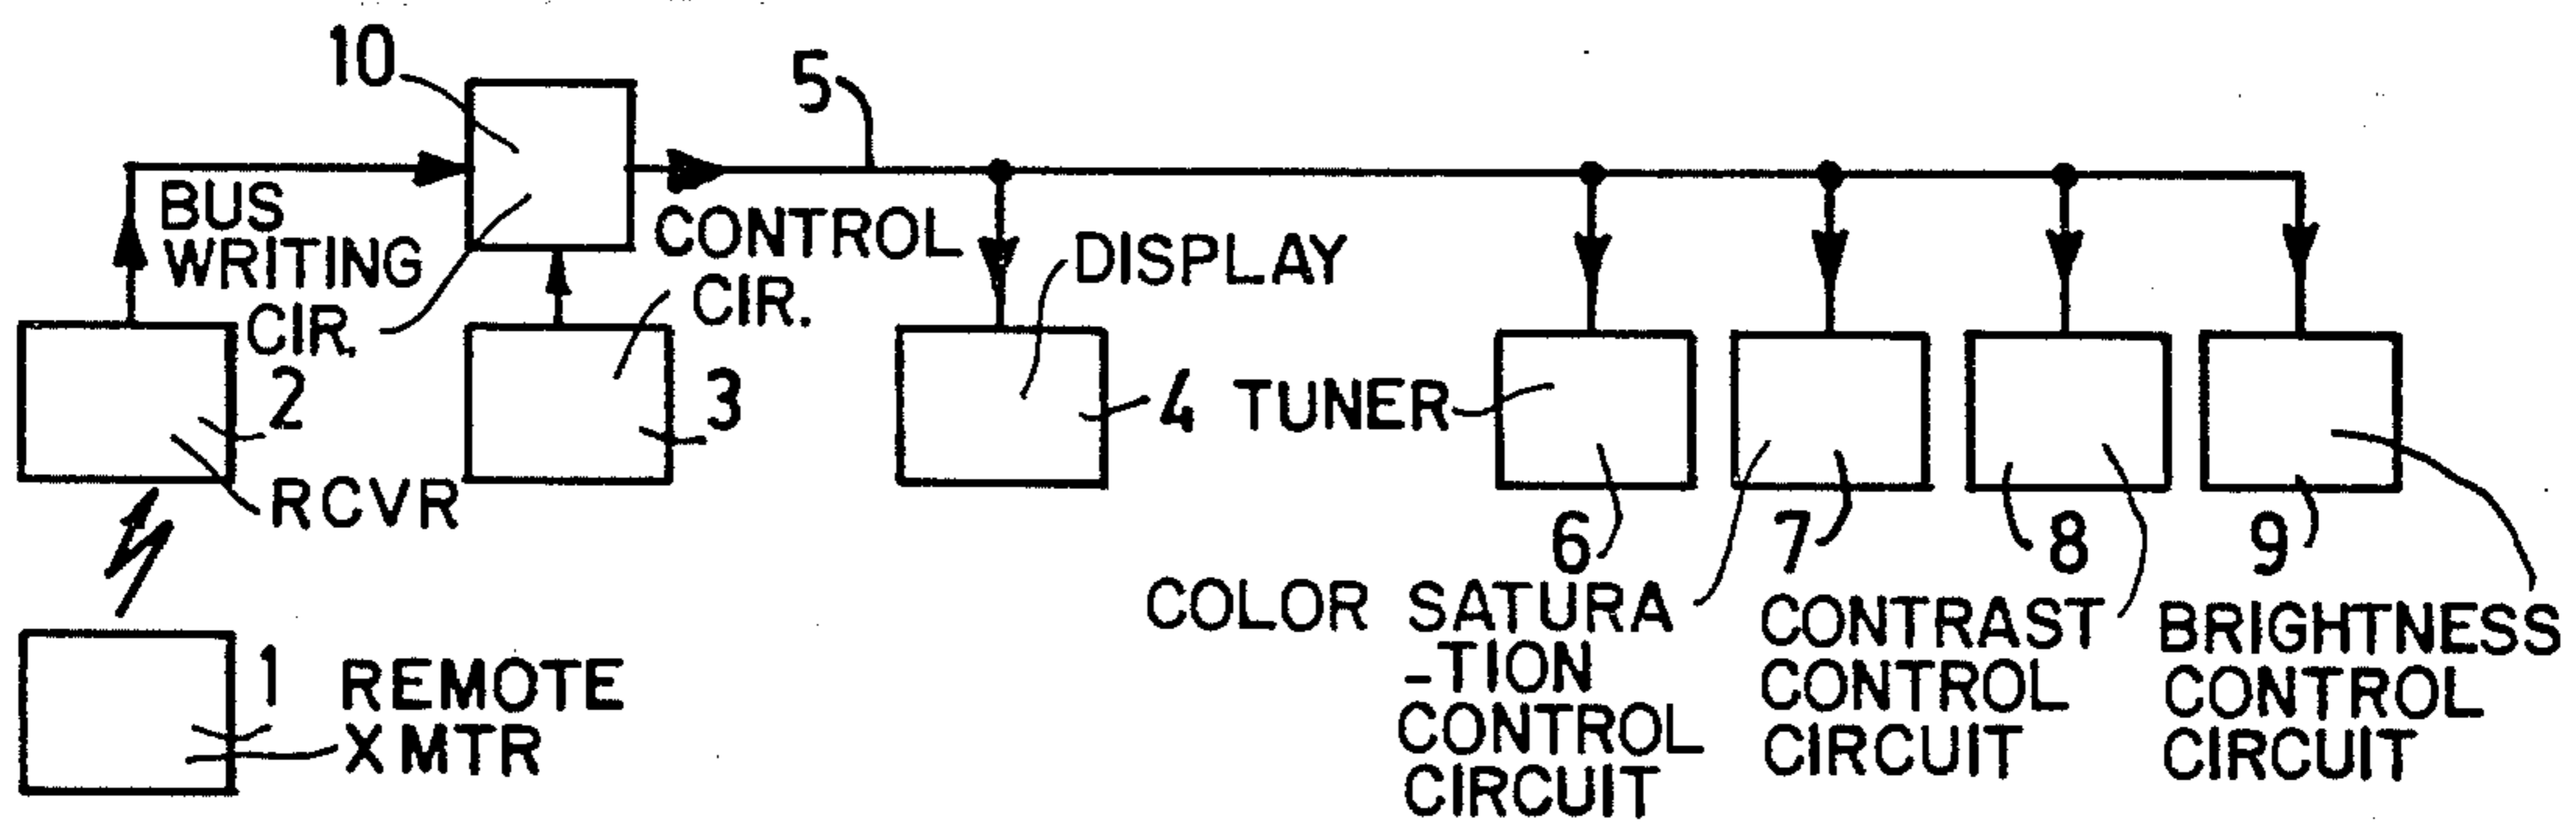 10
5
BUS
WRITING
CIR.
CONTROL
CIR.
DISPLAY
2
3
4 TUNER
RCVR
6
7
8
9
1 REMOTE
XMTR
COLOR SATURA
-TION
CONTROL
CIRCUIT
CONTRAST
CONTROL
CIRCUIT
BRIGHTNESS
CONTROL
CIRCUIT